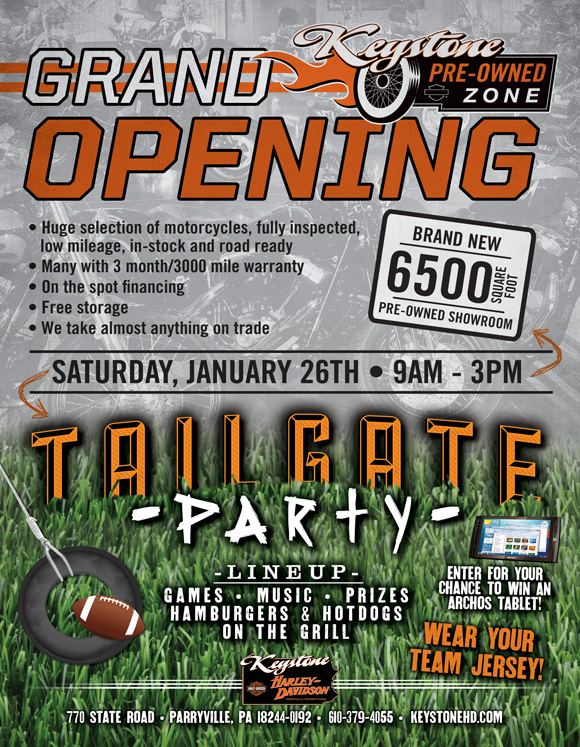 GRAND
Keystone
PRE-OWNED
ZONE
OPENING
• Huge selection of motorcycles, fully inspected,
low mileage, in-stock and road ready
• Many with 3 month/3000 mile warranty
• On the spot financing
• Free storage
• We take almost anything on trade
BRAND NEW
6500 SQUARE FOOT
PRE-OWNED SHOWROOM
SATURDAY, JANUARY 26TH • 9AM - 3PM
TAILGATE
-PARTY-
-LINEUP-
GAMES • MUSIC • PRIZES
HAMBURGERS & HOTDOGS
ON THE GRILL
ENTER FOR YOUR
CHANCE TO WIN AN
ARCHOS TABLET!
WEAR YOUR
TEAM JERSEY!
Keystone
HARLEY-DAVIDSON
770 STATE ROAD • PARRYVILLE, PA 18244-0192 • 610-379-4055 • KEYSTONEHD.COM